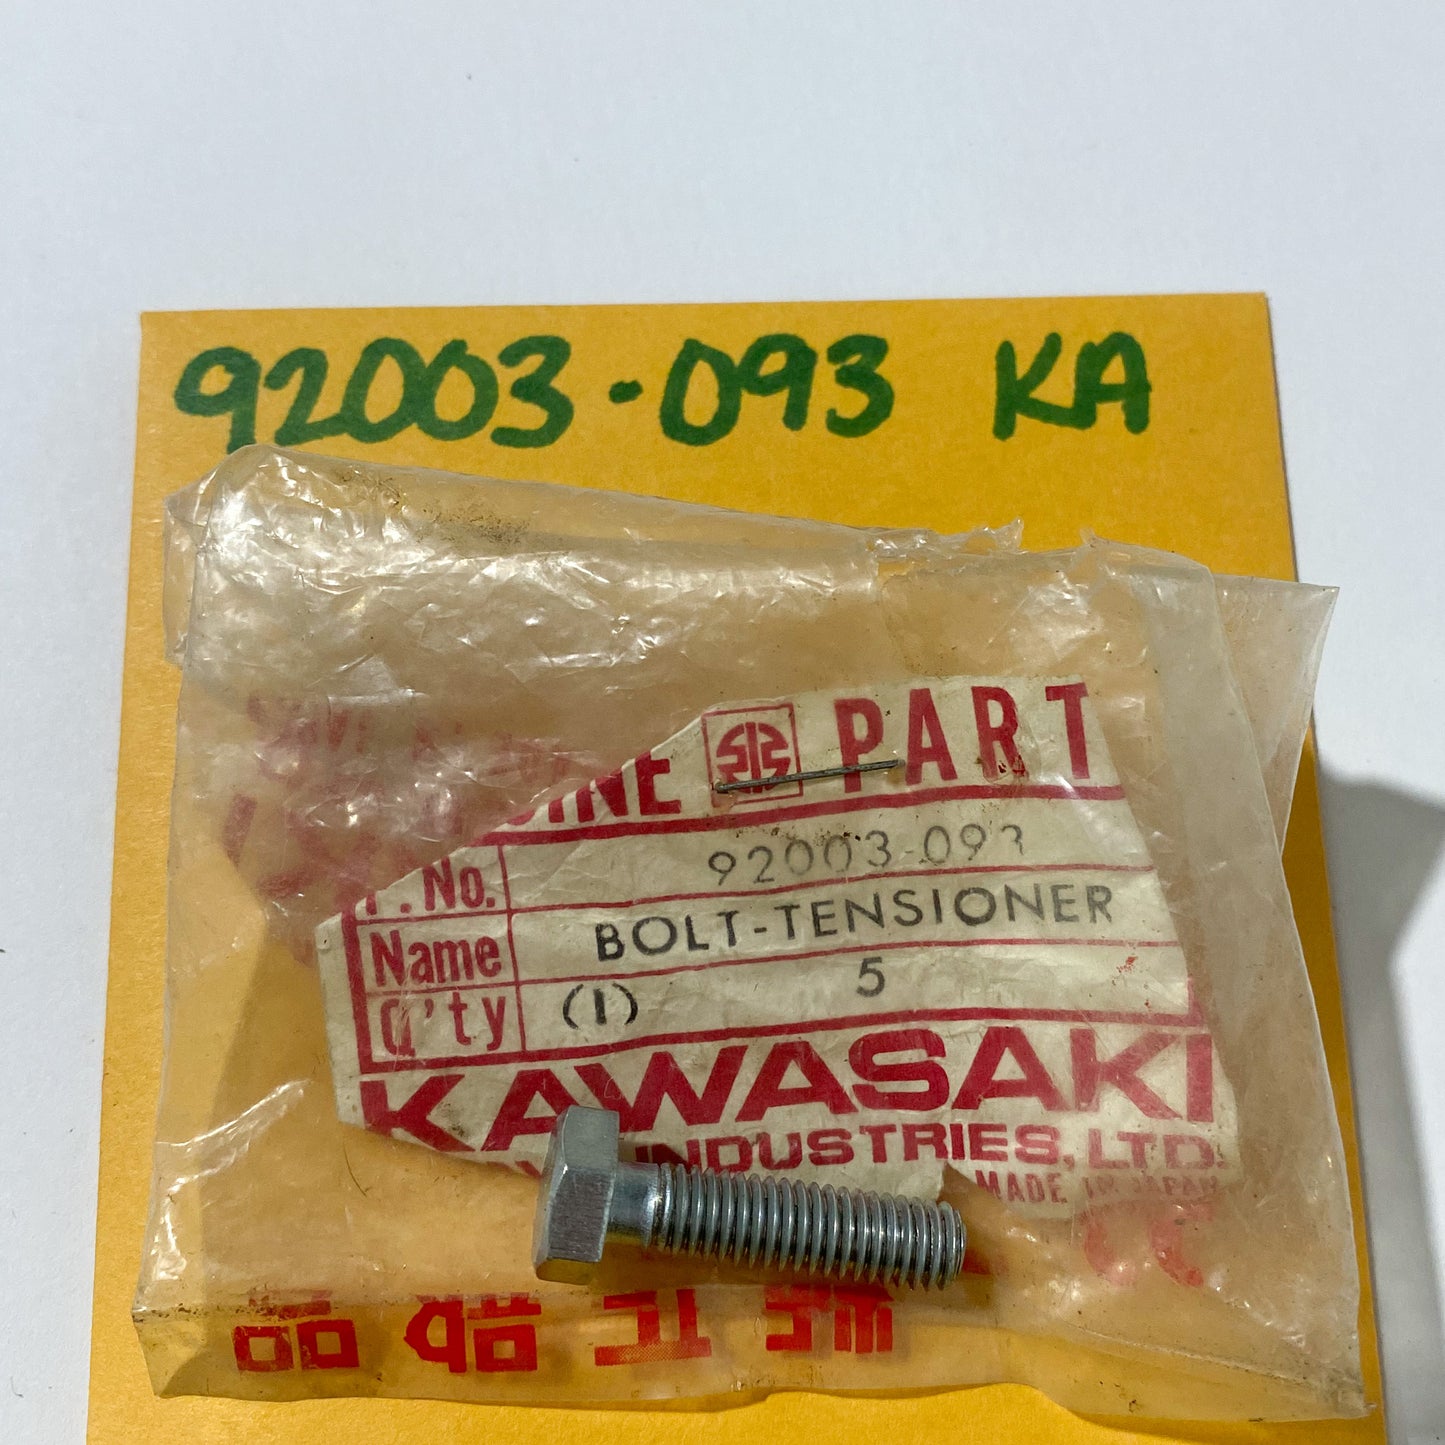 92003-093 KA
PART
92003-093
No.
Name BOLT-TENSIONER
Q'ty (1) 5
KAWASAKI
INDUSTRIES, LTD.
MADE IN JAPAN